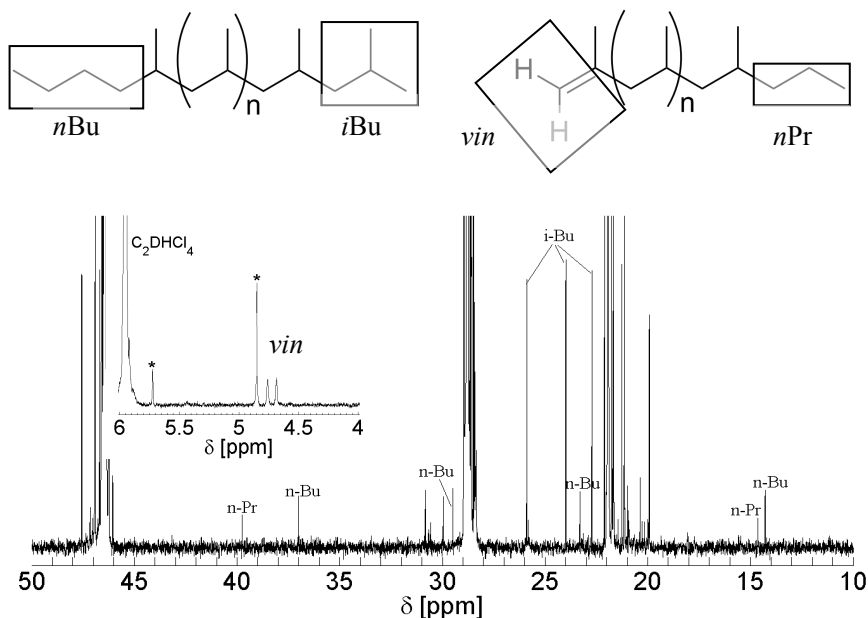 H
H
n
n
nBu
iBu
vin
nPr
C2DHCl4
*
*
vin
6
5.5
5
4.5
4
δ [ppm]
i-Bu
n-Pr
n-Bu
n-Bu
n-Bu
n-Pr
n-Bu
50
45
40
35
30
25
20
15
10
δ [ppm]